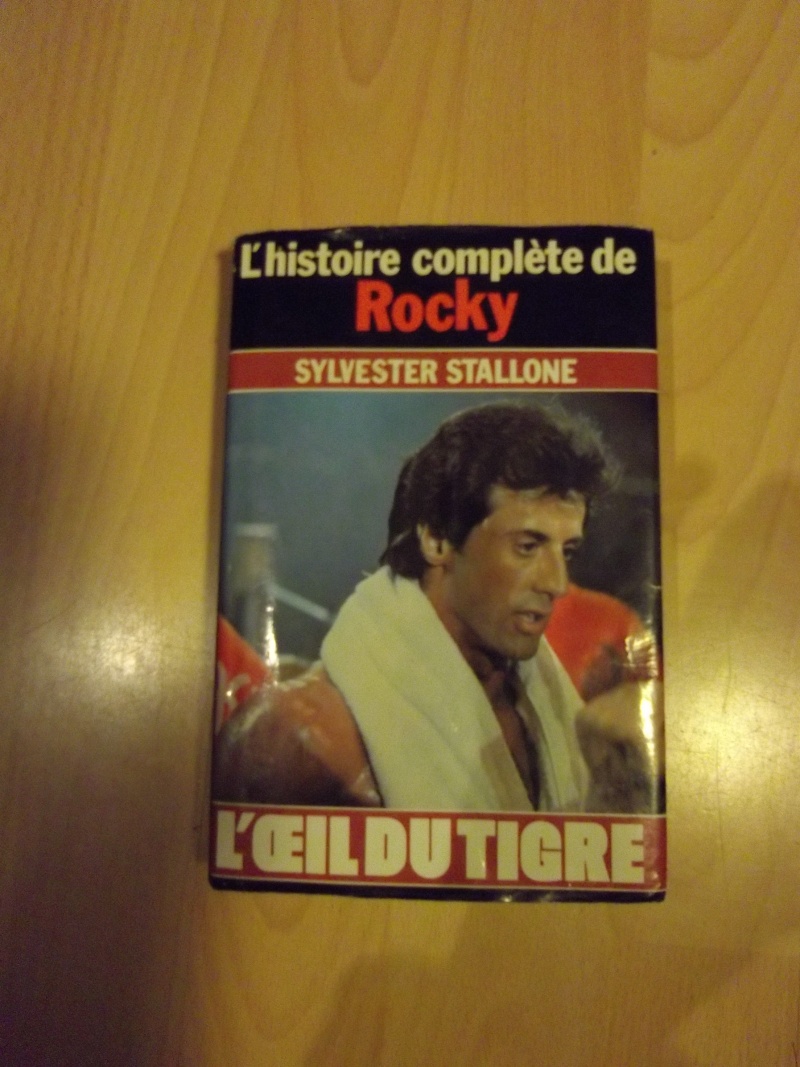 L'histoire complète de
Rocky
SYLVESTER STALLONE
L'ŒIL DU TIGRE